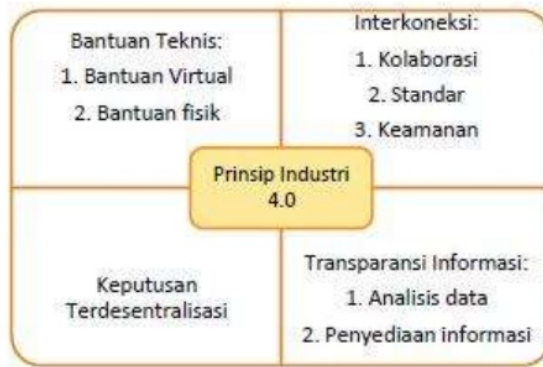 Bantuan Teknis:
1. Bantuan Virtual
2. Bantuan fisik
Interkoneksi:
1. Kolaborasi
2. Standar
3. Keamanan
Prinsip Industri
4.0
Keputusan
Terdesentralisasi
Transparansi Informasi:
1. Analisis data
2. Penyediaan informasi